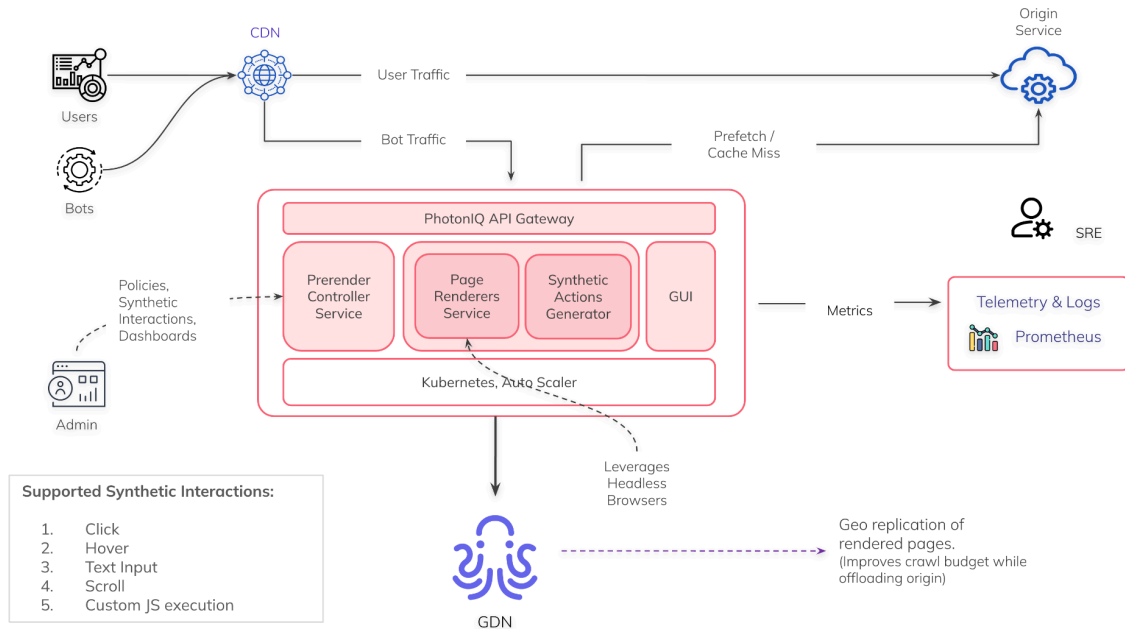 CDN
Origin
Service
User Traffic
Users
Bot Traffic
Prefetch /
Cache Miss
Bots
PhotonIQ API Gateway
SRE
Policies,
Synthetic
Interactions,
Dashboards
Prerender
Controller
Service
Page
Renderers
Service
Synthetic
Actions
Generator
GUI
Metrics
Telemetry & Logs
Prometheus
Kubernetes, Auto Scaler
Admin
Leverages
Headless
Browsers
Supported Synthetic Interactions:
1. Click
2. Hover
3. Text Input
4. Scroll
5. Custom JS execution
Geo replication of
rendered pages.
(Improves crawl budget while
offloading origin)
GDN